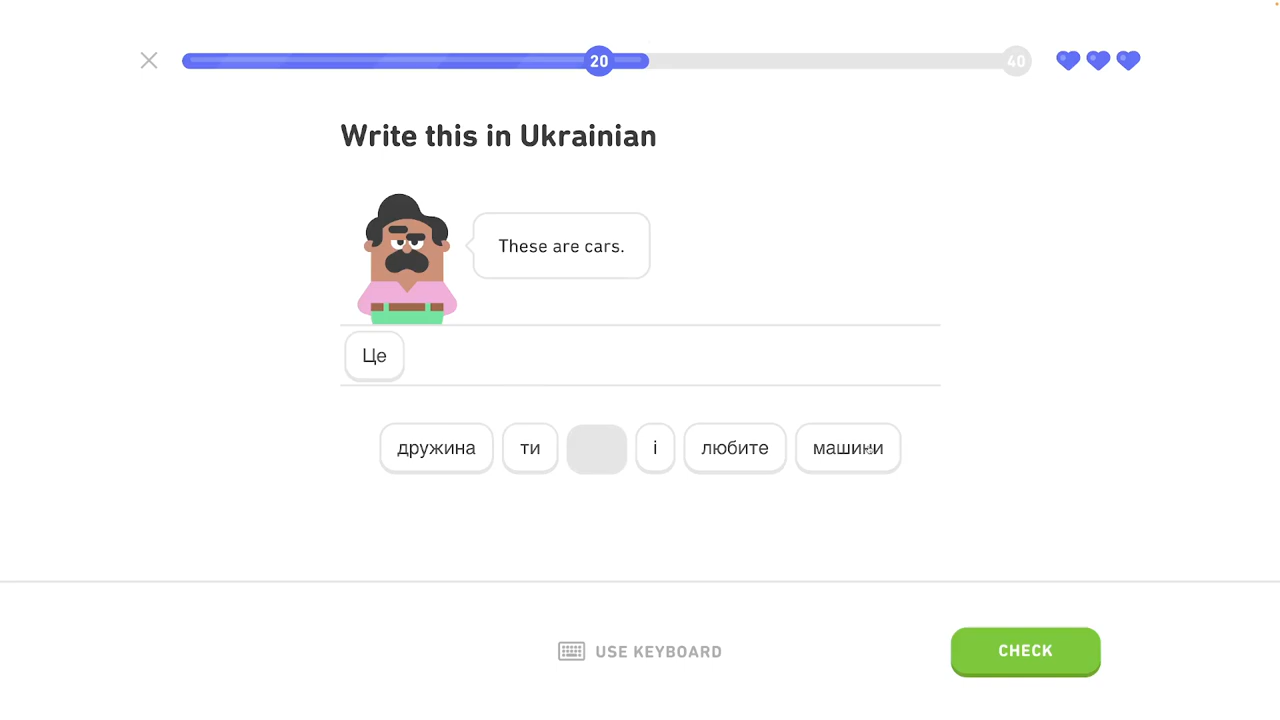 20
40
Write this in Ukrainian
These are cars.
Це
дружина ти і любите машини
USE KEYBOARD
CHECK